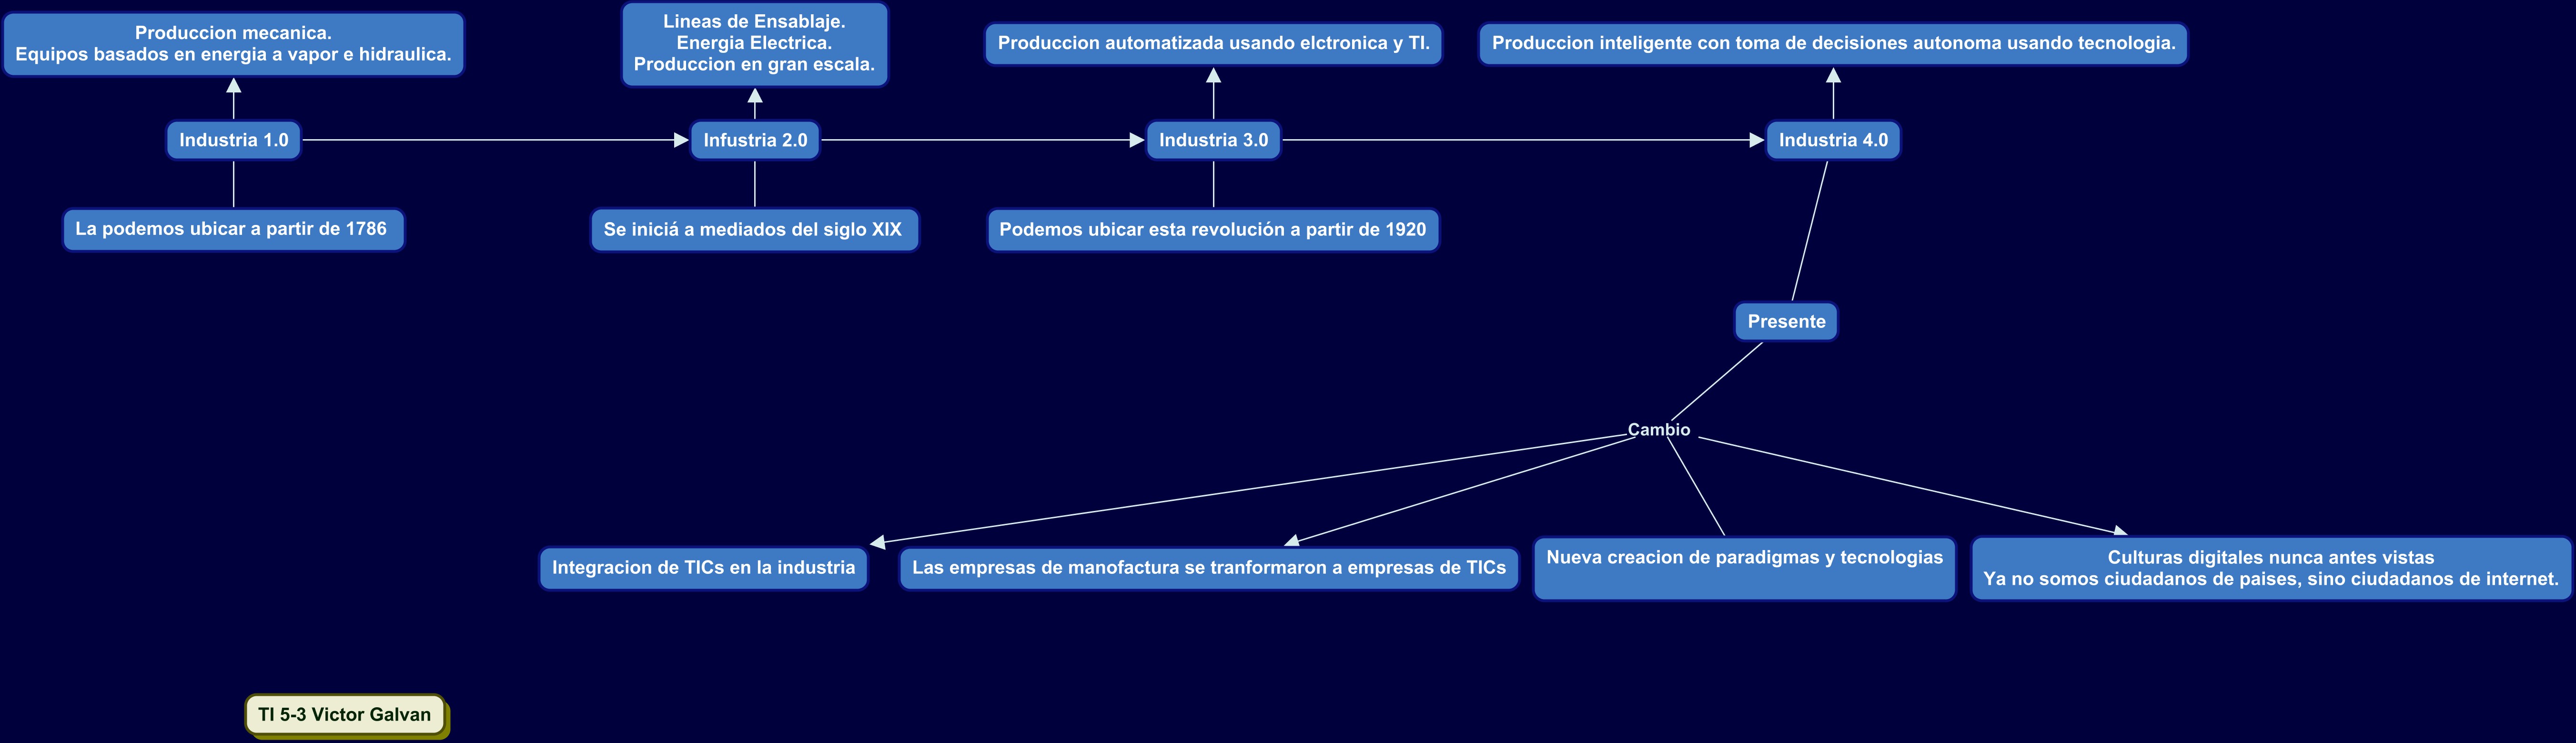 Produccion mecanica.
Equipos basados en energia a vapor e hidraulica.
Lineas de Ensablaje.
Energia Electrica.
Produccion en gran escala.
Produccion automatizada usando elctronica y TI.
Produccion inteligente con toma de decisiones autonoma usando tecnologia.
Industria 1.0
Infustria 2.0
Industria 3.0
Industria 4.0
La podemos ubicar a partir de 1786
Se iniciá a mediados del siglo XIX
Podemos ubicar esta revolución a partir de 1920
Presente
Cambio
Integracion de TICs en la industria
Las empresas de manofactura se tranformaron a empresas de TICs
Nueva creacion de paradigmas y tecnologias
Culturas digitales nunca antes vistas
Ya no somos ciudadanos de paises, sino ciudadanos de internet.
TI 5-3 Victor Galvan